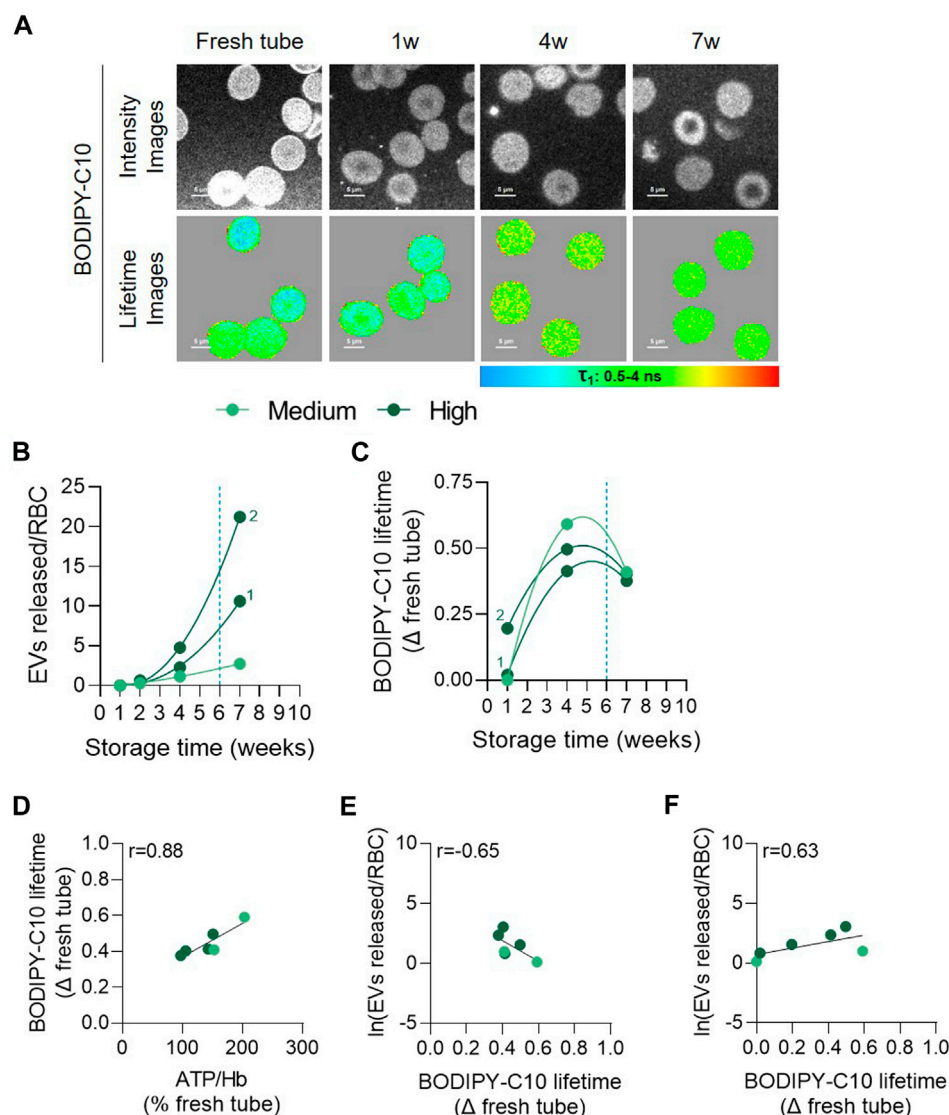 A
Fresh tube 1w 4w 7w
BODIPY-C10
Intensity
Images
5 µm 5 µm 5 µm 5 µm
Lifetime
Images
5 µm 5 µm 5 µm 5 µm
τ1: 0.5-4 ns
Medium High
B
EVs released/RBC
25
20
15
10
5
0
2
1
0 1 2 3 4 5 6 7 8 9 10
Storage time (weeks)
C
BODIPY-C10 lifetime
(Δ fresh tube)
0.75
0.50
0.25
0.00
2
1
0 1 2 3 4 5 6 7 8 9 10
Storage time (weeks)
D
BODIPY-C10 lifetime
(Δ fresh tube)
r=0.88
1.0
0.8
0.6
0.4
0.2
0.0
0 100 200 300
ATP/Hb
(% fresh tube)
E
ln(EVs released/RBC)
r=-0.65
10
5
0
-5
0.0 0.2 0.4 0.6 0.8 1.0
BODIPY-C10 lifetime
(Δ fresh tube)
F
ln(EVs released/RBC)
r=0.63
10
5
0
-5
0.0 0.2 0.4 0.6 0.8 1.0
BODIPY-C10 lifetime
(Δ fresh tube)